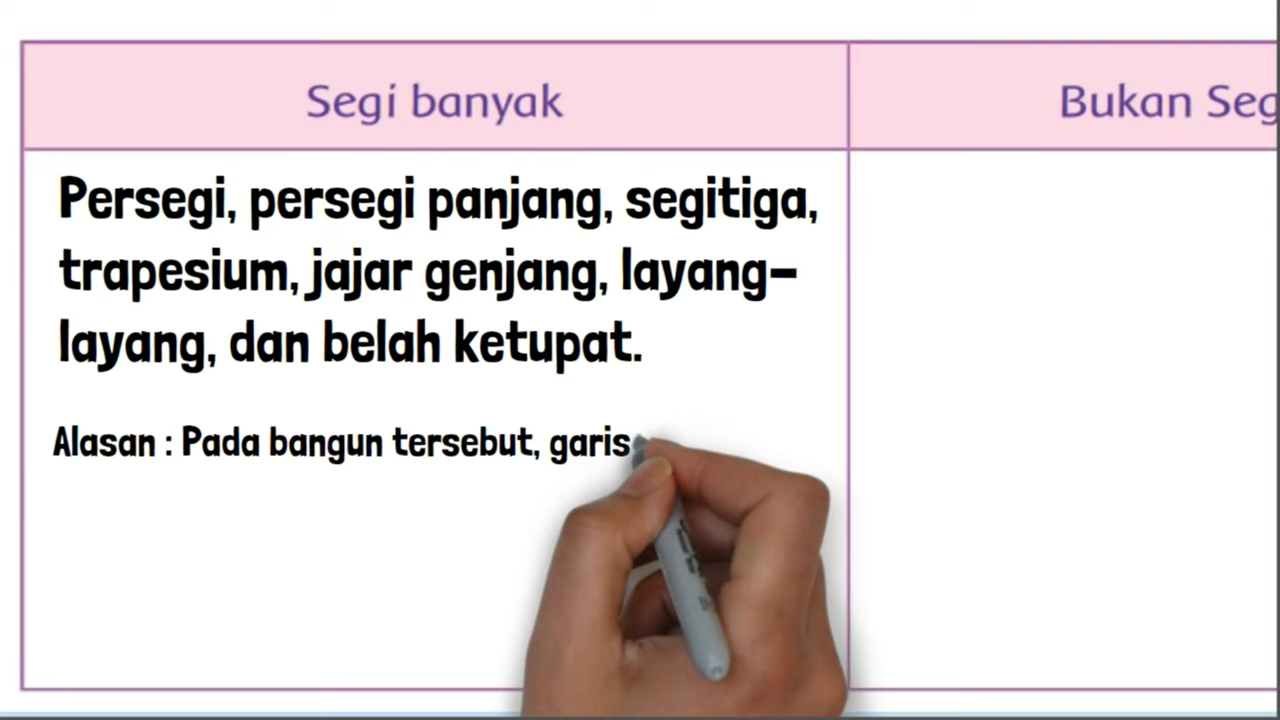 Segi banyak
Bukan Seg
Persegi, persegi panjang, segitiga,
trapesium, jajar genjang, layang-
layang, dan belah ketupat.
Alasan : Pada bangun tersebut, garis